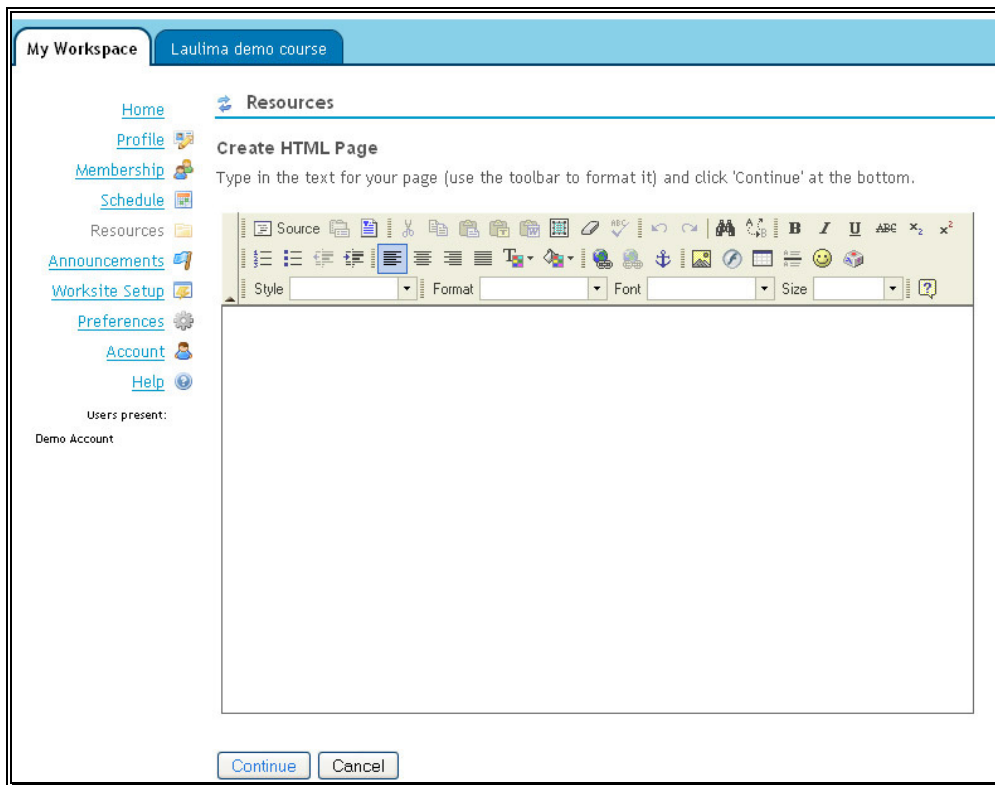 My Workspace
Laulima demo course
Home
Profile
Membership
Schedule
Resources
Announcements
Worksite Setup
Preferences
Account
Help
Users present:
Demo Account
Resources
Create HTML Page
Type in the text for your page (use the toolbar to format it) and click 'Continue' at the bottom.
Source B I U ABC x₂ x²
Style Format Font Size
Continue Cancel